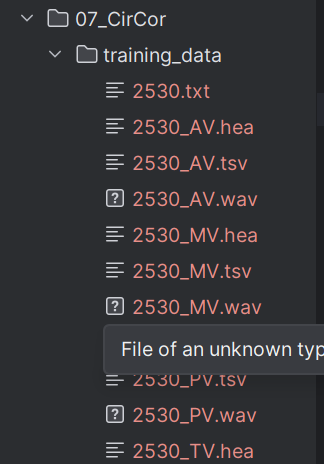 07_CirCor
training_data
2530.txt
2530_AV.hea
2530_AV.tsv
2530_AV.wav
2530_MV.hea
2530_MV.tsv
2530_MV.wav
File of an unknown typ
2530_PV.tsv
2530_PV.wav
2530_TV.hea